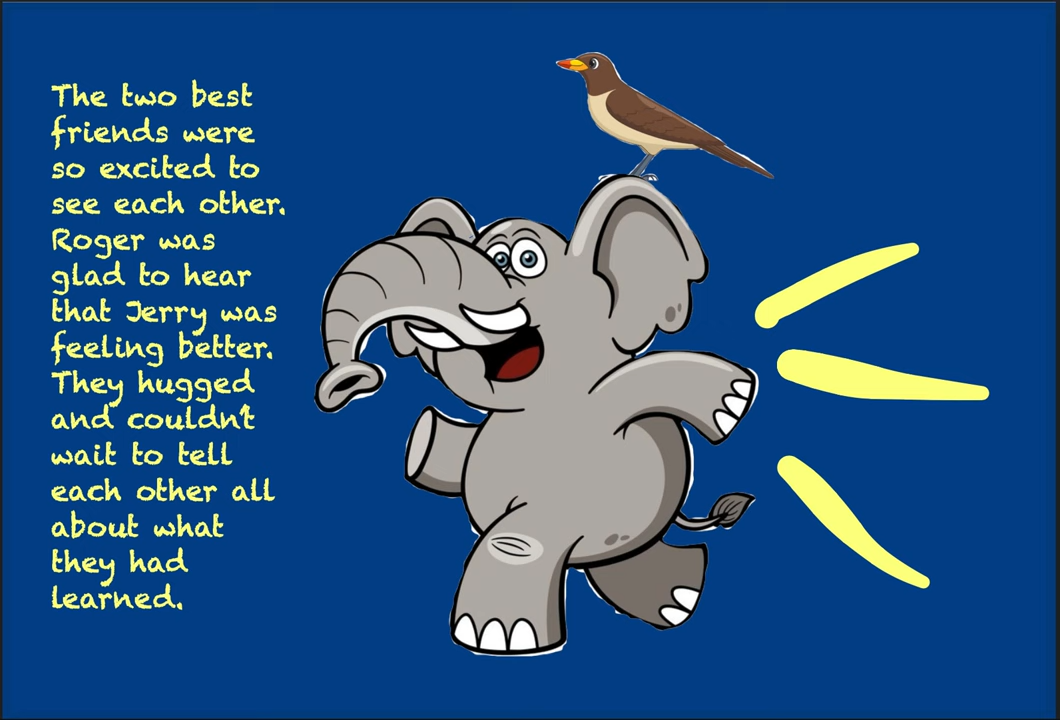 The two best
friends were
so excited to
see each other.
Roger was
glad to hear
that Jerry was
feeling better.
They hugged
and couldn't
wait to tell
each other all
about what
they had
learned.